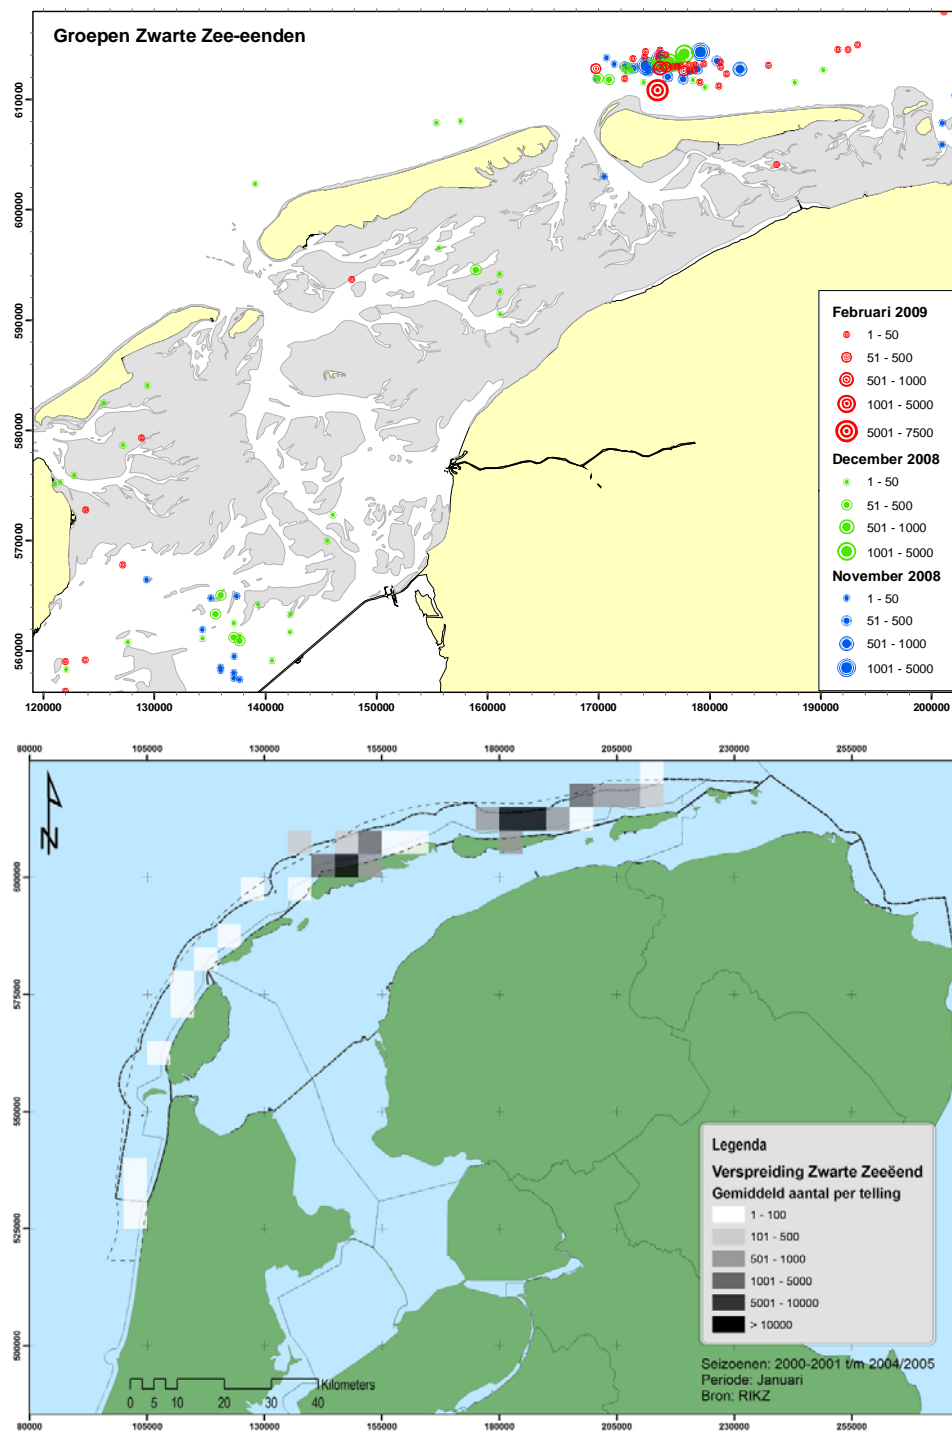 Groepen Zwarte Zee-eenden
610000
600000
590000
580000
570000
560000
Februari 2009
1 - 50
51 - 500
501 - 1000
1001 - 5000
5001 - 7500
December 2008
1 - 50
51 - 500
501 - 1000
1001 - 5000
November 2008
1 - 50
51 - 500
501 - 1000
1001 - 5000
120000 130000 140000 150000 160000 170000 180000 190000 200000
80000 105000 130000 155000 180000 205000 230000 255000
N
600000 600000
575000 575000
550000 550000
525000 525000
500000 500000
Legenda
Verspreiding Zwarte Zeeëend
Gemiddeld aantal per telling
1 - 100
101 - 500
501 - 1000
1001 - 5000
5001 - 10000
> 10000
Seizoenen: 2000-2001 t/m 2004/2005
Periode: Januari
Bron: RIKZ
Kilometers
0 5 10 20 30 40
80000 105000 130000 155000 180000 205000 230000 255000